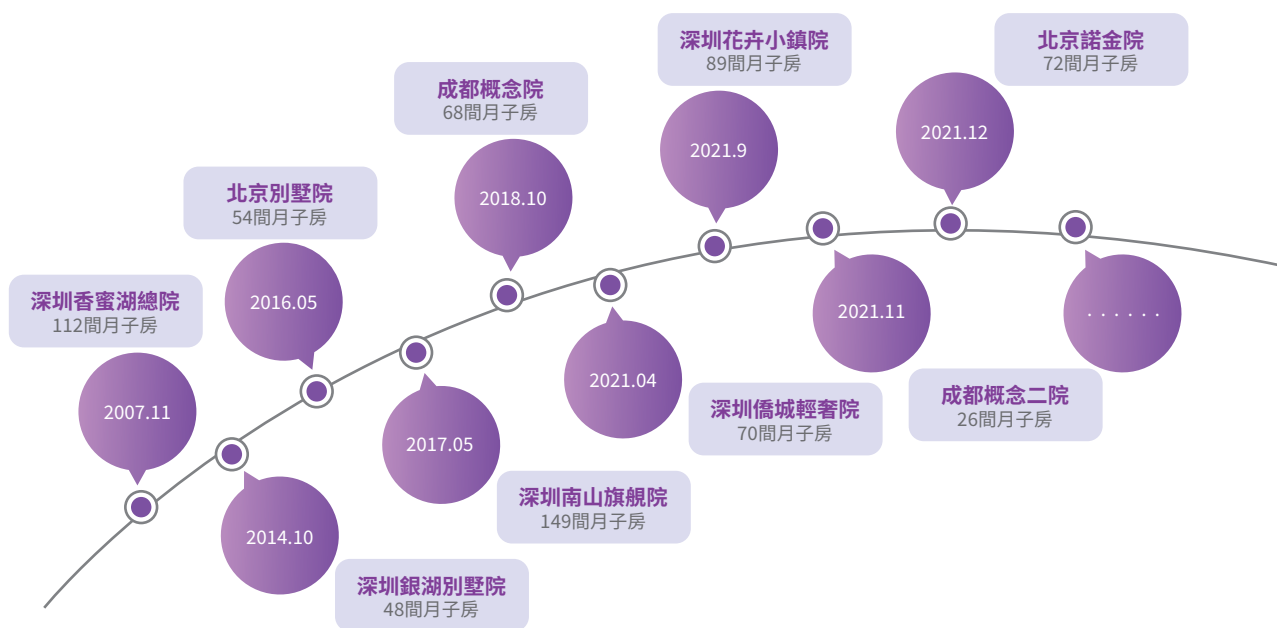 深圳香蜜湖總院
112間月子房
2007.11
2014.10
深圳銀湖別墅院
48間月子房
北京別墅院
54間月子房
2016.05
2017.05
深圳南山旗艦院
149間月子房
成都概念院
68間月子房
2018.10
2021.04
深圳僑城輕奢院
70間月子房
深圳花卉小鎮院
89間月子房
2021.9
2021.11
成都概念二院
26間月子房
北京諾金院
72間月子房
2021.12
......